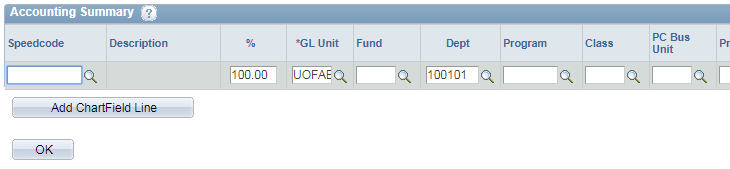 Accounting Summary ?
Speedcode Description % *GL Unit Fund Dept Program Class PC Bus Unit Pr
100.00 UOFAE 100101
Add ChartField Line
OK